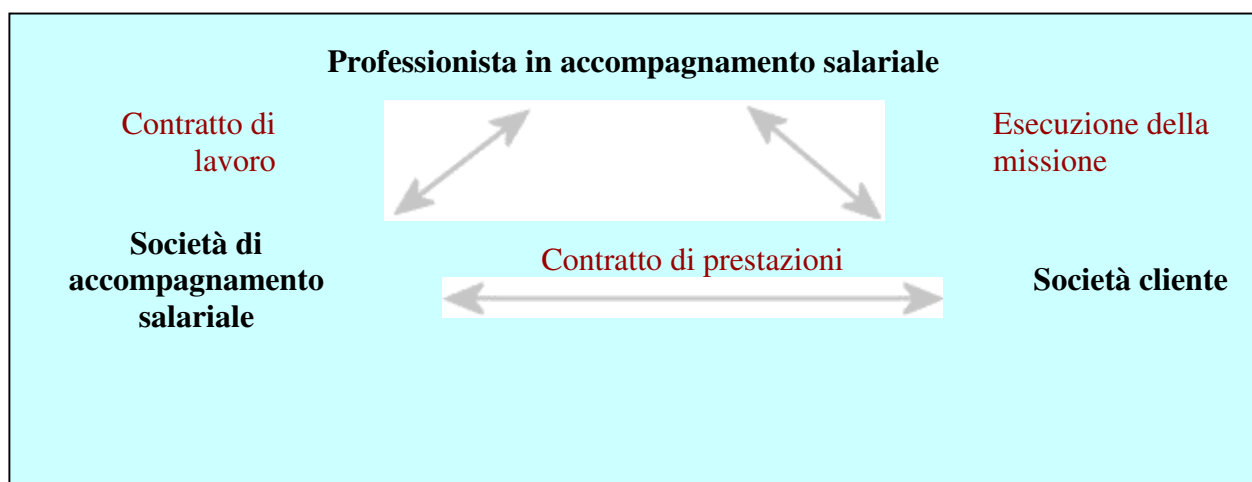 Professionista in accompagnamento salariale
Contratto di
lavoro
Esecuzione della
missione
Società di
accompagnamento
salariale
Contratto di prestazioni
Società cliente